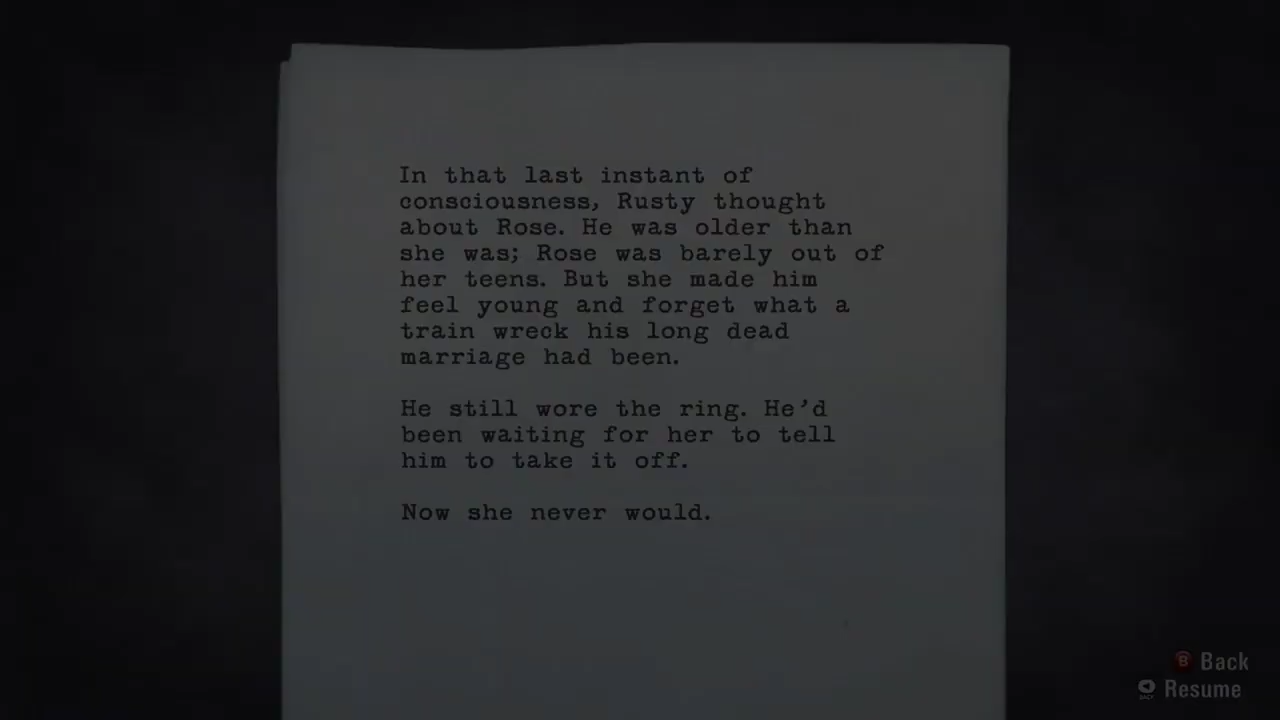 In that last instant of
consciousness, Rusty thought
about Rose. He was older than
she was; Rose was barely out of
her teens. But she made him
feel young and forget what a
train wreck his long dead
marriage had been.
He still wore the ring. He'd
been waiting for her to tell
him to take it off.
Now she never would.
B Back
BACK Resume